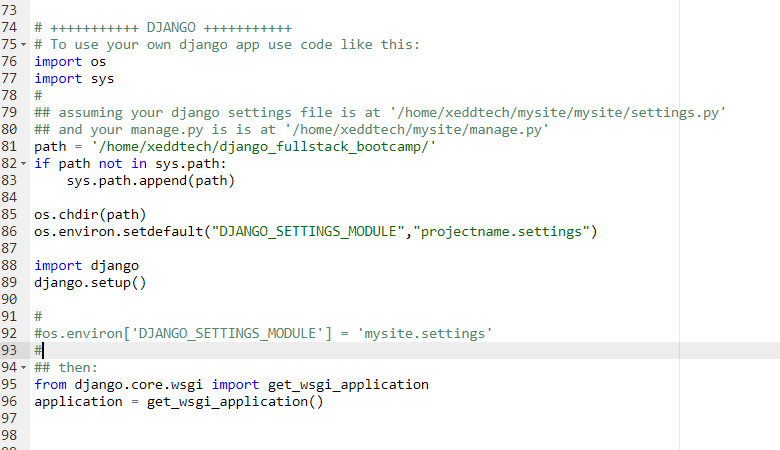 73
74 # +++++++++++ DJANGO +++++++++++
75 # To use your own django app use code like this:
76 import os
77 import sys
78 #
79 ## assuming your django settings file is at '/home/xeddtech/mysite/mysite/settings.py'
80 ## and your manage.py is is at '/home/xeddtech/mysite/manage.py'
81 path = '/home/xeddtech/django_fullstack_bootcamp/'
82 if path not in sys.path:
83     sys.path.append(path)
84
85 os.chdir(path)
86 os.environ.setdefault("DJANGO_SETTINGS_MODULE","projectname.settings")
87
88 import django
89 django.setup()
90
91 #
92 #os.environ['DJANGO_SETTINGS_MODULE'] = 'mysite.settings'
93 #
94 ## then:
95 from django.core.wsgi import get_wsgi_application
96 application = get_wsgi_application()
97
98